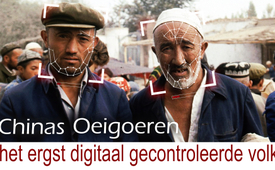 Chinas Oeigoeren
het ergst digitaal gecontroleerde volk